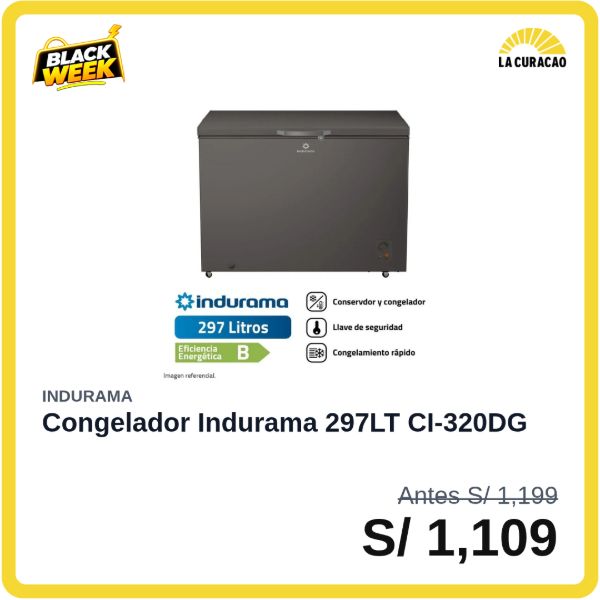 BLACK
WEEK
LA CURACAO
indurama
indurama
297 Litros
Eficiencia
Energética
B
Conservdor y congelador
Llave de seguridad
Congelamiento rápido
Imagen referencial.
INDURAMA
Congelador Indurama 297LT CI-320DG
Antes S/ 1,199
S/ 1,109